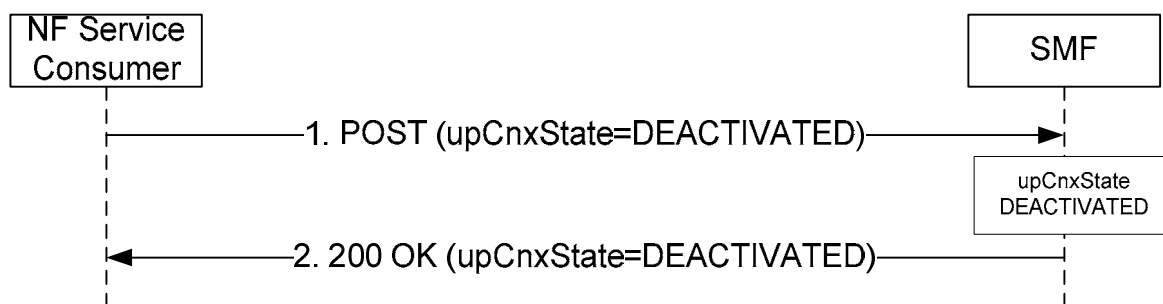 NF Service
Consumer
SMF
1. POST (upCnxState=DEACTIVATED)
upCnxState
DEACTIVATED
2. 200 OK (upCnxState=DEACTIVATED)